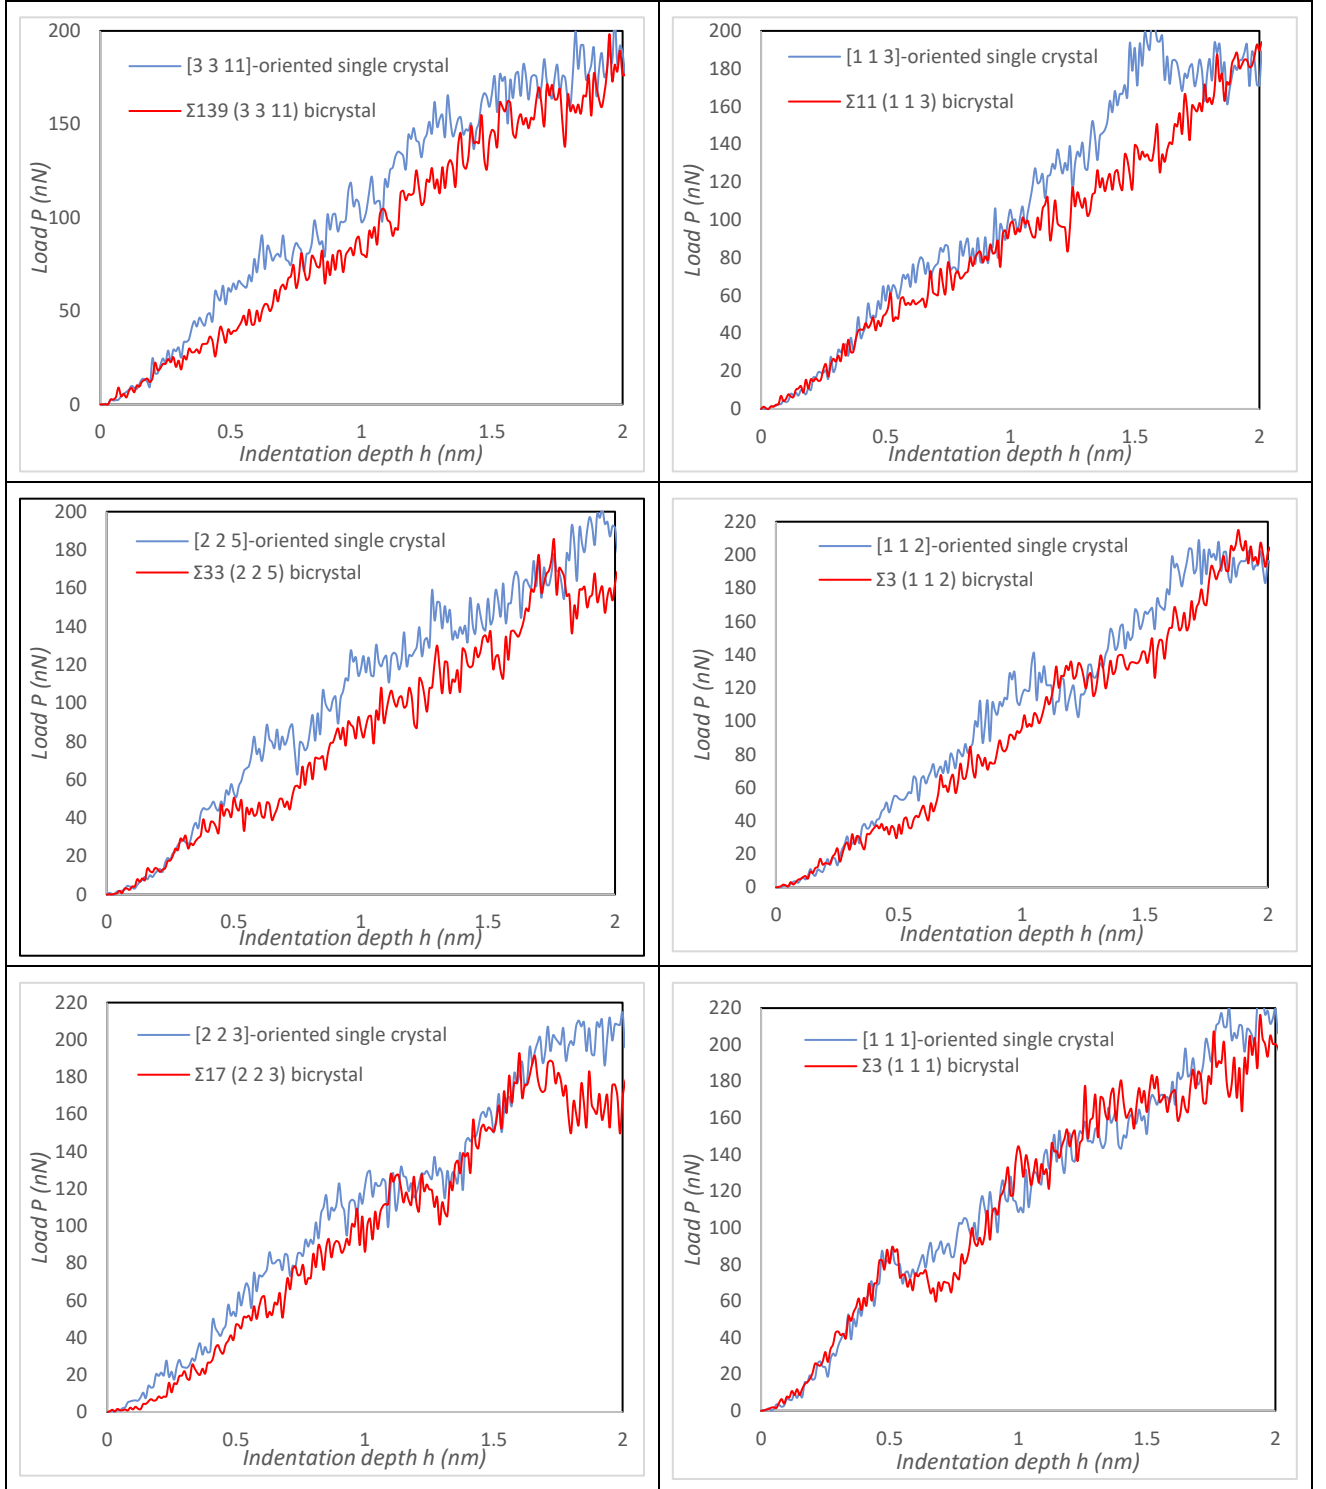 200
150
100
50
0
Load P (nN)
[3 3 11]-oriented single crystal
Σ139 (3 3 11) bicrystal
0 0.5 1 1.5 2
Indentation depth h (nm)
200
180
160
140
120
100
80
60
40
20
0
Load P (nN)
[1 1 3]-oriented single crystal
Σ11 (1 1 3) bicrystal
0 0.5 1 1.5 2
Indentation depth h (nm)
200
180
160
140
120
100
80
60
40
20
0
Load P (nN)
[2 2 5]-oriented single crystal
Σ33 (2 2 5) bicrystal
0 0.5 1 1.5 2
Indentation depth h (nm)
220
200
180
160
140
120
100
80
60
40
20
0
Load P (nN)
[1 1 2]-oriented single crystal
Σ3 (1 1 2) bicrystal
0 0.5 1 1.5 2
Indentation depth h (nm)
220
200
180
160
140
120
100
80
60
40
20
0
Load P (nN)
[2 2 3]-oriented single crystal
Σ17 (2 2 3) bicrystal
0 0.5 1 1.5 2
Indentation depth h (nm)
220
200
180
160
140
120
100
80
60
40
20
0
Load P (nN)
[1 1 1]-oriented single crystal
Σ3 (1 1 1) bicrystal
0 0.5 1 1.5 2
Indentation depth h (nm)